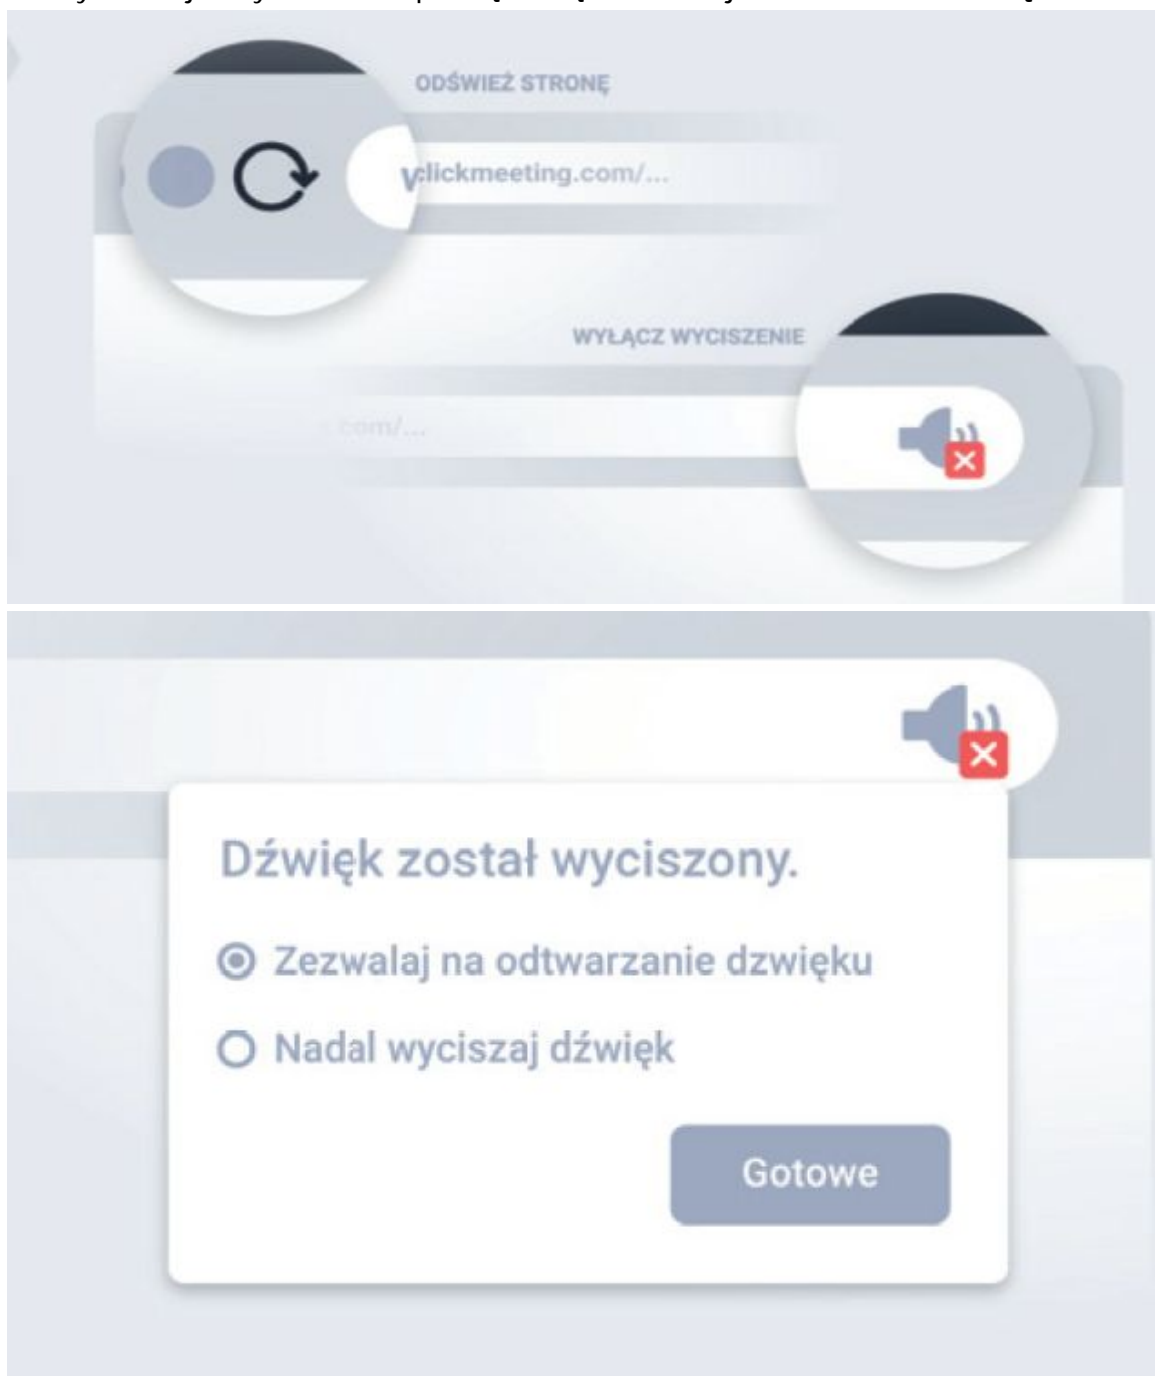 ODŚWIEŻ STRONĘ
clickmeeting.com/...
WYŁĄCZ WYCISZENIE
com/...
Dźwięk został wyciszony.
Zezwalaj na odtwarzanie dzwięku
Nadal wyciszaj dźwięk
Gotowe